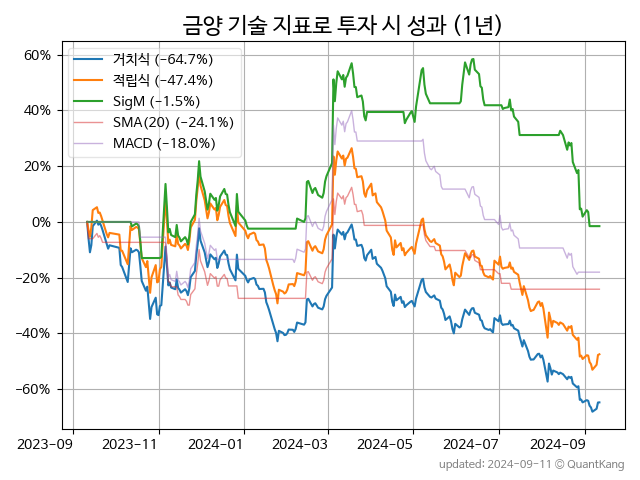 금양 기술 지표로 투자 시 성과 (1년)
거치식 (−64.7%)
적립식 (−47.4%)
SigM (−1.5%)
SMA(20) (−24.1%)
MACD (−18.0%)
60%
40%
20%
0%
−20%
−40%
−60%
2023-09 2023-11 2024-01 2024-03 2024-05 2024-07 2024-09
updated: 2024-09-11 © QuantKang